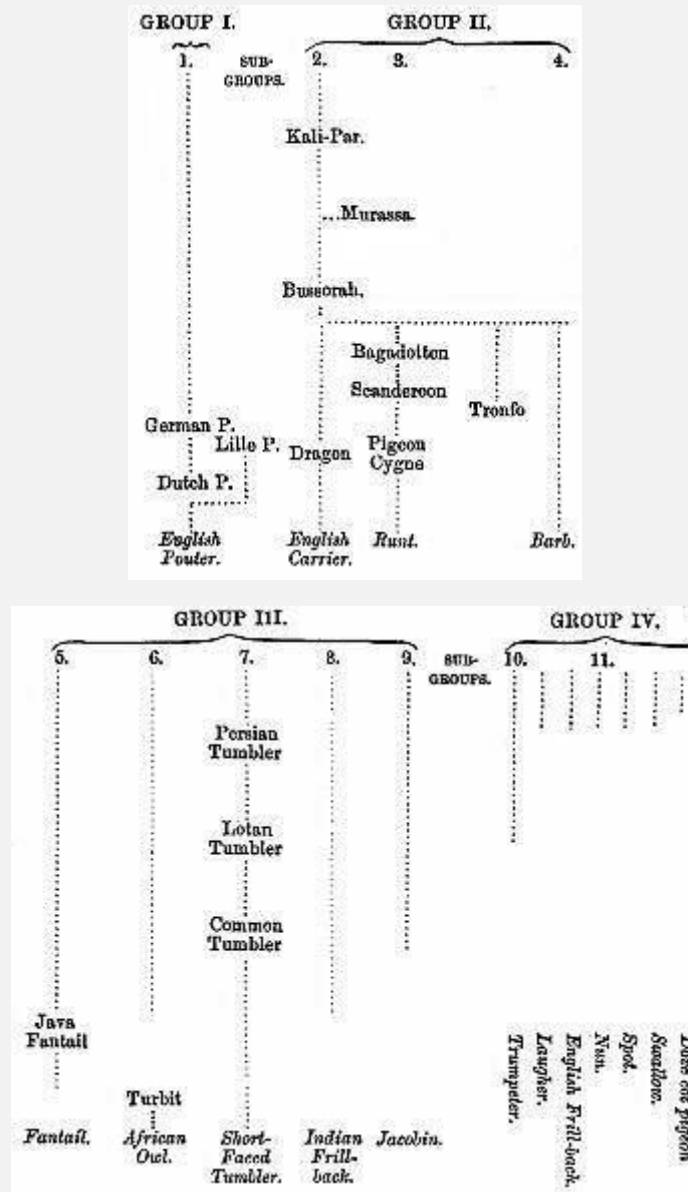 GROUP I.
GROUP II.
1.
SUB-
GROUPS.
2.
3.
4.
Kali-Par.
...Murassa.
Bussorah.
Bagadotten
Scanderoon
Tronfo
German P.
Lille P.
Dragon
Pigeon
Cygne
Dutch P.
English
Pouter.
English
Carrier.
Runt.
Barb.
GROUP III.
GROUP IV.
5.
6.
7.
8.
9.
SUB-
GROUPS.
10.
11.
Persian
Tumbler
Lotan
Tumbler
Common
Tumbler
Java
Fantail
Turbit
Fantail.
African
Owl.
Short-
Faced
Tumbler.
Indian
Frill-
back.
Jacobin.
Trumpeter.
Laugher.
English Frill-back.
Nun.
Spot.
Swallow.
pigeon